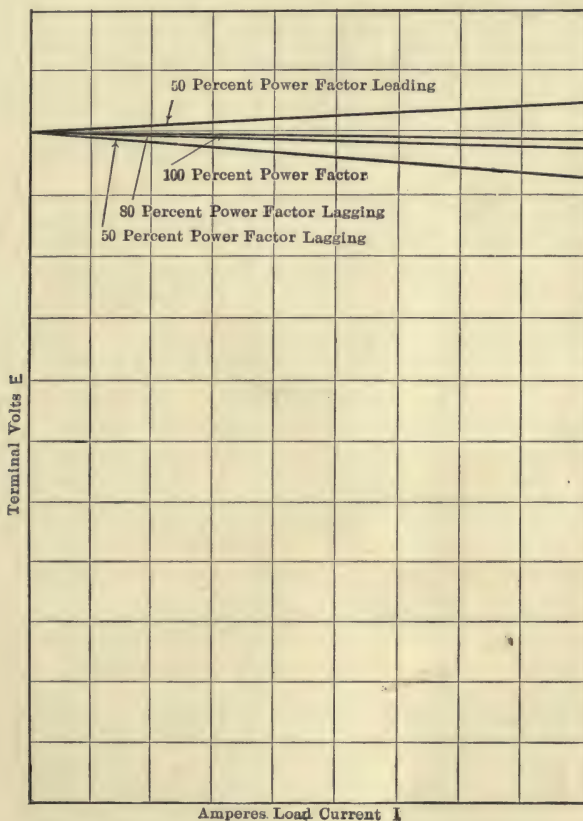 50 Percent Power Factor Leading
100 Percent Power Factor
80 Percent Power Factor Lagging
50 Percent Power Factor Lagging
Terminal Volts E
Amperes Load Current I